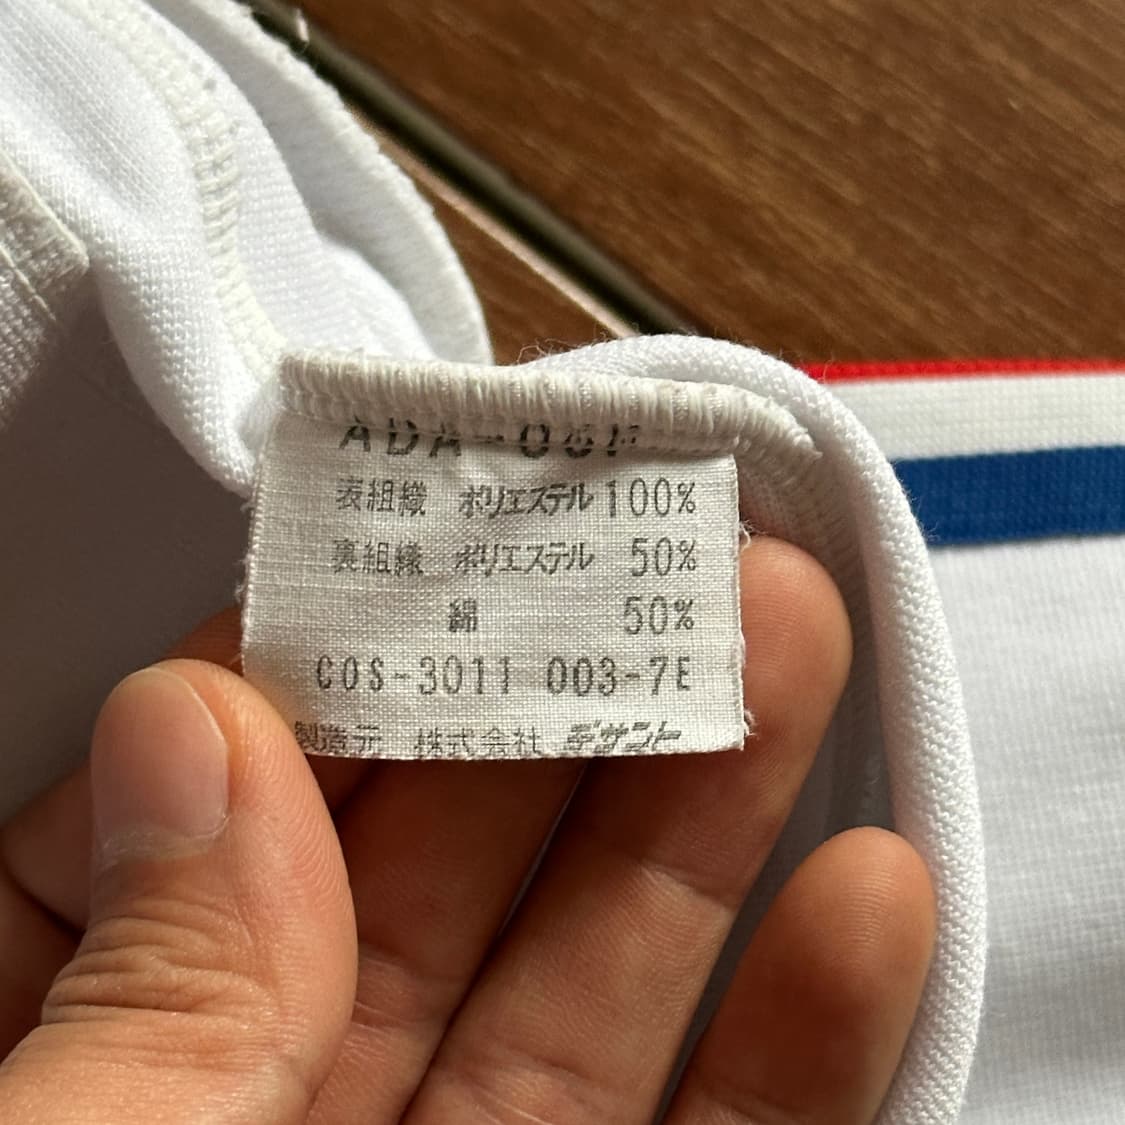 表組織 ポリエステル 100%
裏組織 ポリエステル 50%
綿 50%
COS-3011 003-7E
製造元 株式会社 デサント